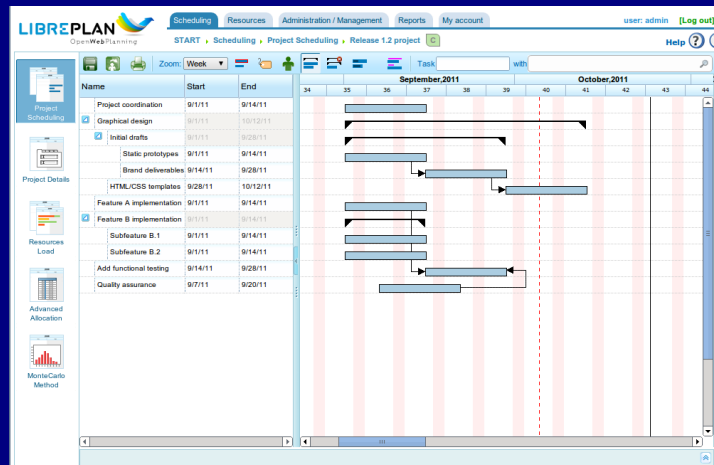 LIBREPLAN
OpenWebPlanning
Scheduling Resources Administration / Management Reports My account user: admin [Log out]
START Scheduling Project Scheduling Release 1.2 project C Help ?
Zoom: Week Task with
Name Start End September,2011 October,2011
34 35 36 37 38 39 40 41 42 43 44
Project coordination 9/1/11 9/14/11
Graphical design 9/1/11 10/12/11
Initial drafts 9/1/11 9/28/11
Static prototypes 9/1/11 9/14/11
Brand deliverables 9/14/11 9/28/11
HTML/CSS templates 9/28/11 10/12/11
Feature A implementation 9/1/11 9/14/11
Feature B implementation 9/1/11 9/14/11
Subfeature B.1 9/1/11 9/14/11
Subfeature B.2 9/1/11 9/14/11
Add functional testing 9/14/11 9/28/11
Quality assurance 9/7/11 9/20/11
Project
Scheduling
Project Details
Resources
Load
Advanced
Allocation
MonteCarlo
Method